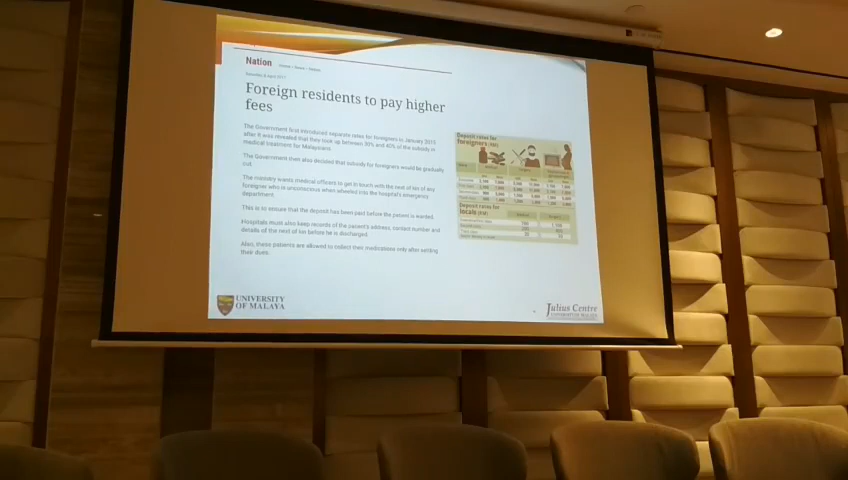 Nation
Foreign residents to pay higher
fees
The Government first introduced separate rates for foreigners in January 2015
after it was revealed that they took up between 30% and 40% of the subsidy in
medical treatment for Malaysians.
The Government then also decided that subsidy for foreigners would be gradually
cut.
The ministry wants medical officers to get in touch with the next of kin of any
foreigner who is unconscious when wheeled into the hospital's emergency
department.
This is to ensure that the deposit has been paid before the patient is warded.
Hospitals must also keep records of the patient's address, contact number and
details of the next of kin before he is discharged.
Also, these patients are allowed to collect their medications only after settling
their dues.
Deposit rates for
foreigners (RM)
Deposit rates for
locals (RM)
UNIVERSITY
OF MALAYA
Julius Centre
UNIVERSITY OF MALAYA